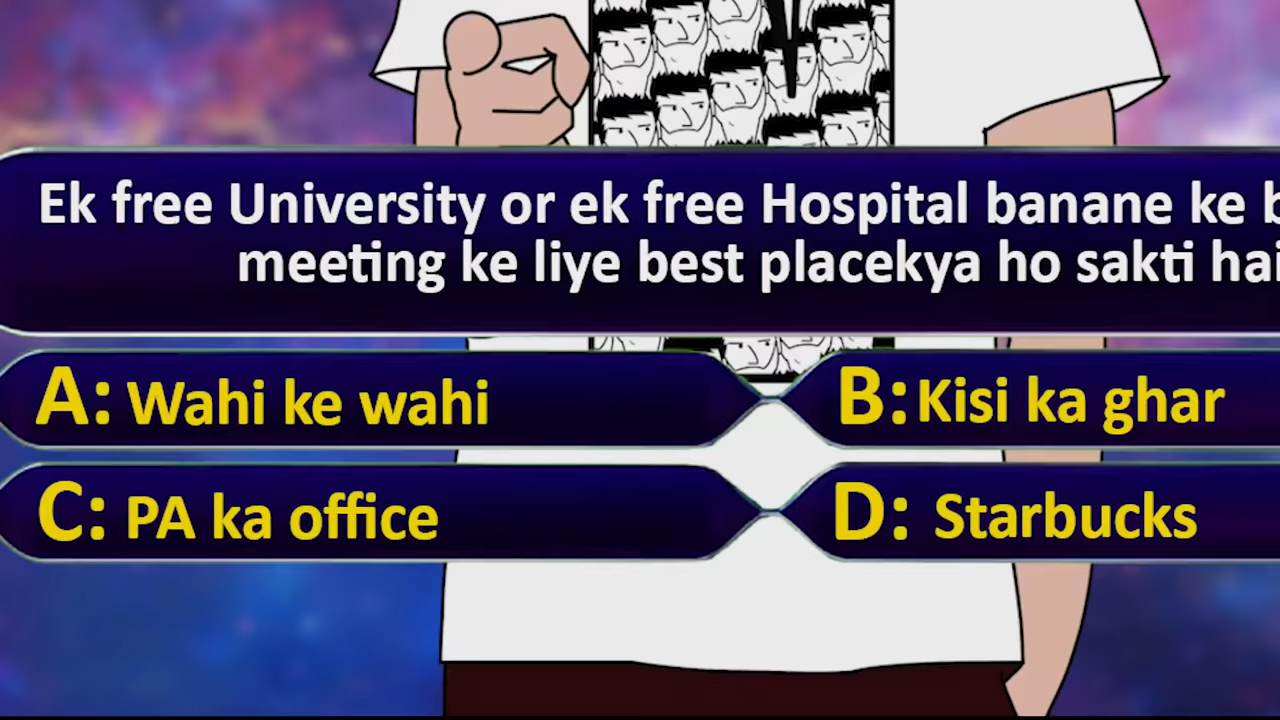 Ek free University or ek free Hospital banane ke
meeting ke liye best placekya ho sakti hai
A: Wahi ke wahi
B: Kisi ka ghar
C: PA ka office
D: Starbucks